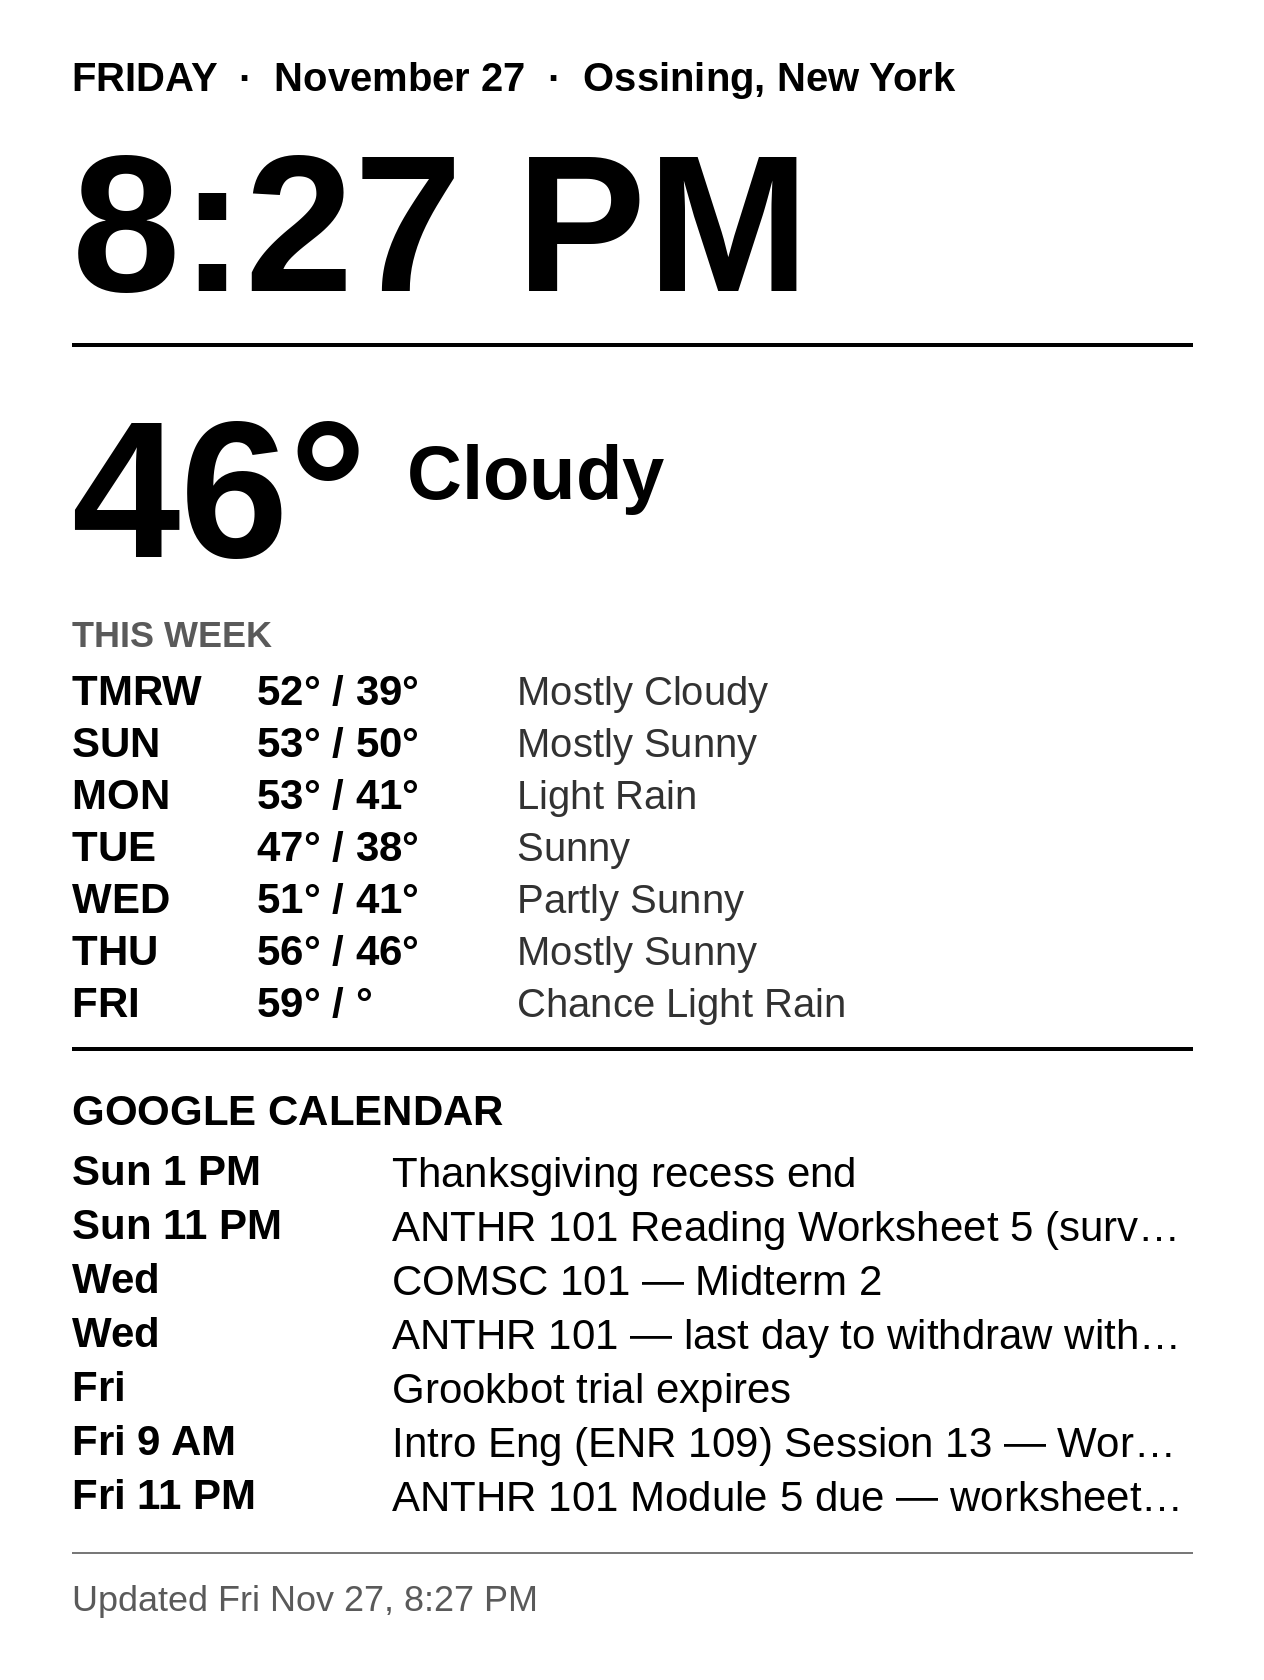 FRIDAY · November 27 · Ossining, New York
8:27 PM
46° Cloudy
THIS WEEK
TMRW 52° / 39° Mostly Cloudy
SUN 53° / 50° Mostly Sunny
MON 53° / 41° Light Rain
TUE 47° / 38° Sunny
WED 51° / 41° Partly Sunny
THU 56° / 46° Mostly Sunny
FRI 59° / ° Chance Light Rain
GOOGLE CALENDAR
Sun 1 PM Thanksgiving recess end
Sun 11 PM ANTHR 101 Reading Worksheet 5 (surv…
Wed COMSC 101 — Midterm 2
Wed ANTHR 101 — last day to withdraw with…
Fri Grookbot trial expires
Fri 9 AM Intro Eng (ENR 109) Session 13 — Wor…
Fri 11 PM ANTHR 101 Module 5 due — worksheet…
Updated Fri Nov 27, 8:27 PM